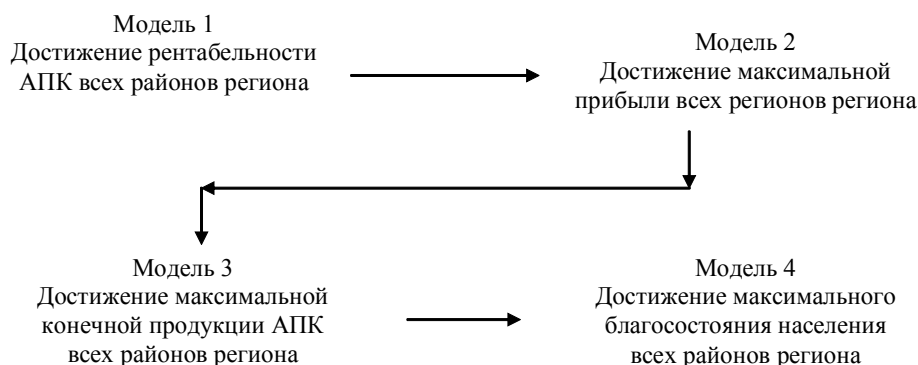 Модель 1
Достижение рентабельности
АПК всех районов региона
Модель 2
Достижение максимальной
прибыли всех регионов региона
Модель 3
Достижение максимальной
конечной продукции АПК
всех районов региона
Модель 4
Достижение максимального
благосостояния населения
всех районов региона